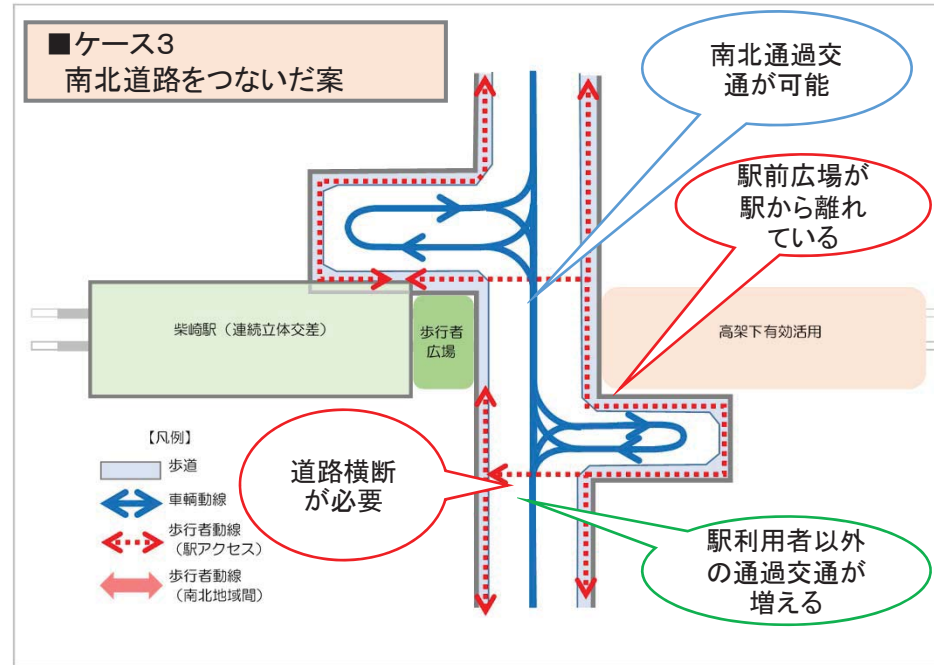 ■ケース3
南北道路をつないだ案
南北通過交
通が可能
駅前広場が
駅から離れ
ている
柴崎駅（連続立体交差）
歩行者
広場
高架下有効活用
【凡例】
歩道
車輌動線
歩行者動線
（駅アクセス）
歩行者動線
（南北地域間）
道路横断
が必要
駅利用者以外
の通過交通が
増える